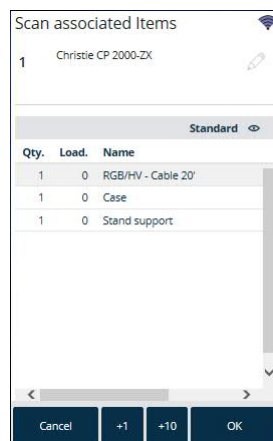 Scan associated Items
1 Christie CP 2000-ZX
Standard
Qty. Load. Name
1 0 RGB/HV - Cable 20'
1 0 Case
1 0 Stand support
Cancel +1 +10 OK